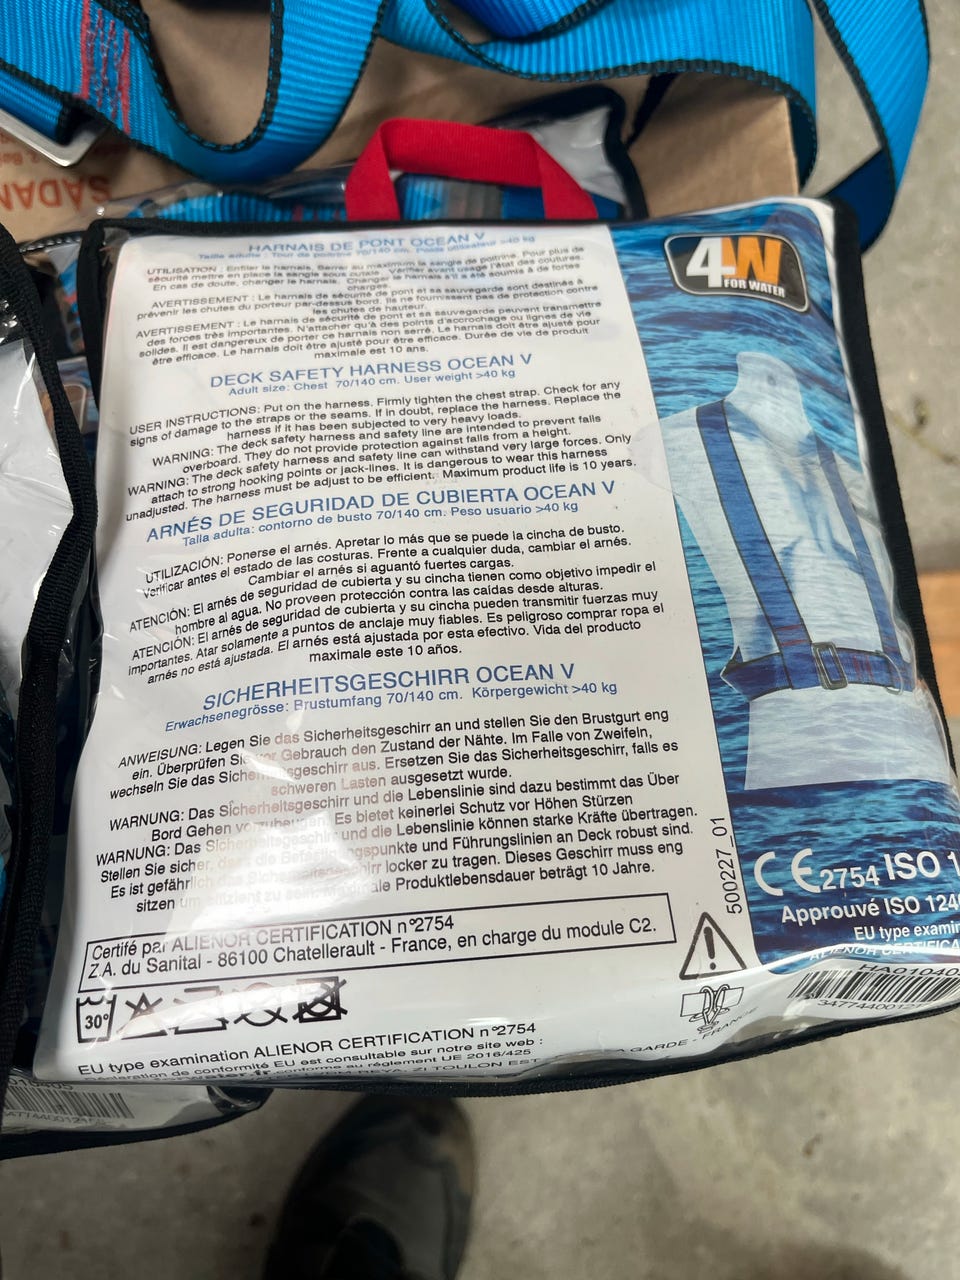 SADAN
4W
FOR WATER
HARNAIS DE PONT OCEAN V
Taille adulte : Tour de poitrine 70/140 cm. Poids utilisateur >40 kg
UTILISATION : Enfiler le harnais. Serrer au maximum la sangle de poitrine. Pour plus de
sécurité mettre en place la sangle sous cutale. Vérifier avant usage l'état des coutures.
En cas de doute, changer le harnais. Changer le harnais s'il a été soumis à de fortes
charges.
AVERTISSEMENT : Le harnais de sécurité de pont et sa sauvegarde sont destinés à
prévenir les chutes du porteur par-dessus bord. Ils ne fournissent pas de protection contre
les chutes de hauteur.
AVERTISSEMENT : Le harnais de sécurité de pont et sa sauvegarde peuvent transmettre
des forces très importantes. N'attacher qu'à des points d'accrochage ou lignes de vie
solides. Il est dangereux de porter ce harnais non serré. Le harnais doit être ajusté pour
être efficace. Le harnais doit être ajusté pour être efficace. Durée de vie de produit
maximale est 10 ans.
DECK SAFETY HARNESS OCEAN V
Adult size: Chest 70/140 cm. User weight >40 kg
USER INSTRUCTIONS: Put on the harness. Firmly tighten the chest strap. Check for any
signs of damage to the straps or the seams. If in doubt, replace the harness. Replace the
harness if it has been subjected to very heavy loads.
WARNING: The deck safety harness and safety line are intended to prevent falls
overboard. They do not provide protection against falls from a height.
WARNING: The deck safety harness and safety line can withstand very large forces. Only
attach to strong hooking points or jack-lines. It is dangerous to wear this harness
unadjusted. The harness must be adjust to be efficient. Maximum product life is 10 years.
ARNÉS DE SEGURIDAD DE CUBIERTA OCEAN V
Talla adulta: contorno de busto 70/140 cm. Peso usuario >40 kg
UTILIZACIÓN: Ponerse el arnés. Apretar lo más que se puede la cincha de busto.
Verificar antes el estado de las costuras. Frente a cualquier duda, cambiar el arnés.
Cambiar el arnés si aguantó fuertes cargas.
ATENCIÓN: El arnés de seguridad de cubierta y su cincha tienen como objetivo impedir el
hombre al agua. No proveen protección contra las caídas desde alturas.
ATENCIÓN: El arnés de seguridad de cubierta y su cincha pueden transmitir fuerzas muy
importantes. Atar solamente a puntos de anclaje muy fiables. Es peligroso comprar ropa el
arnés no está ajustada. El arnés está ajustada por esta efectivo. Vida del producto
maximale este 10 años.
SICHERHEITSGESCHIRR OCEAN V
Erwachsenegrösse: Brustumfang 70/140 cm. Körpergewicht >40 kg
ANWEISUNG: Legen Sie das Sicherheitsgeschirr an und stellen Sie den Brustgurt eng
ein. Überprüfen Sie vor Gebrauch den Zustand der Nähte. Im Falle von Zweifeln,
wechseln Sie das Sicherheitsgeschirr aus. Ersetzen Sie das Sicherheitsgeschirr, falls es
schweren Lasten ausgesetzt wurde.
WARNUNG: Das Sicherheitsgeschirr und die Lebenslinie sind dazu bestimmt das Über
Bord Gehen vorzubeugen. Es bietet keinerlei Schutz vor Höhen Stürzen
WARNUNG: Das Sicherheitsgeschirr und die Lebenslinie können starke Kräfte übertragen.
Stellen Sie sicher, dass die Befestigungspunkte und Führungslinien an Deck robust sind.
Es ist gefährlich das Sicherheitsgeschirr locker zu tragen. Dieses Geschirr muss eng
sitzen um effizient zu sein. Maximale Produktlebensdauer beträgt 10 Jahre.
500227_01
Certifé par ALIENOR CERTIFICATION n°2754
Z.A. du Sanital - 86100 Chatellerault - France, en charge du module C2.
30°
EU type examination ALIENOR CERTIFICATION n°2754
Déclaration de conformité EU est consultable sur notre site web :
conforme au règlement UE 2016/425
ZI TOULON EST GARDE - FRANCE
CE 2754 ISO 1
Approuvé ISO 124
EU type examin
ALIENOR CERTIFICA
HA01040